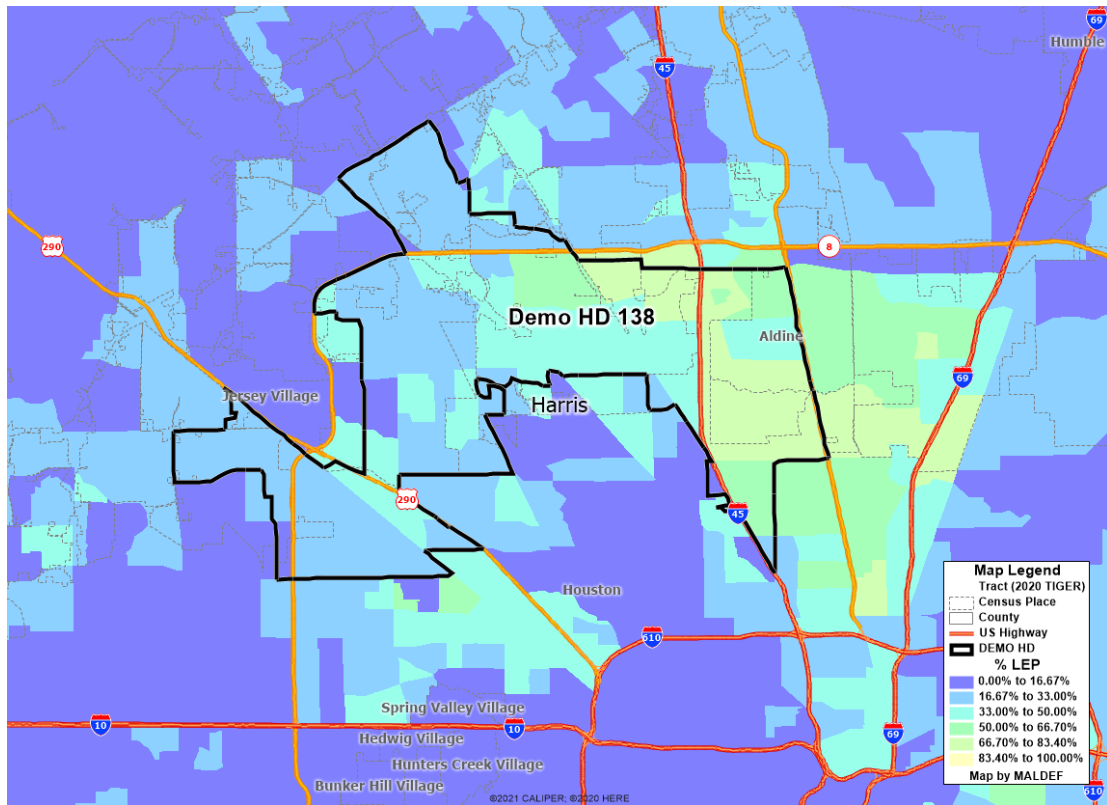 69
Humble
45
290
8
Demo HD 138
Aldine
69
Jersey Village
Harris
290
45
Houston
610
Spring Valley Village
10
10
Hedwig Village
69
Hunters Creek Village
Bunker Hill Village
610
Map Legend
Tract (2020 TIGER)
Census Place
County
US Highway
DEMO HD
% LEP
0.00% to 16.67%
16.67% to 33.00%
33.00% to 50.00%
50.00% to 66.70%
66.70% to 83.40%
83.40% to 100.00%
Map by MALDEF
©2021 CALIPER; ©2020 HERE